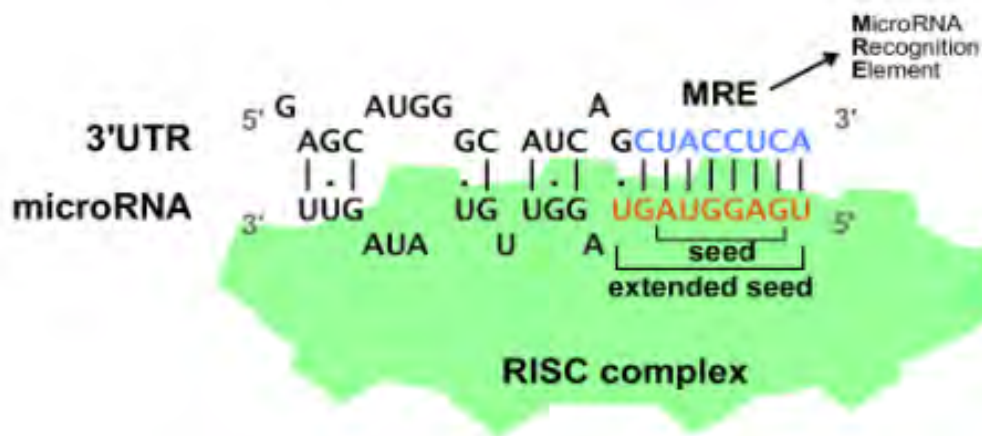 MicroRNA
Recognition
Element
MRE
5' G AUGG A 3'
3'UTR AGC GC AUC GCUACCUCA
microRNA UUG UG UGG UGAUGGAGU
3' AUA U A 5'
seed
extended seed
RISC complex